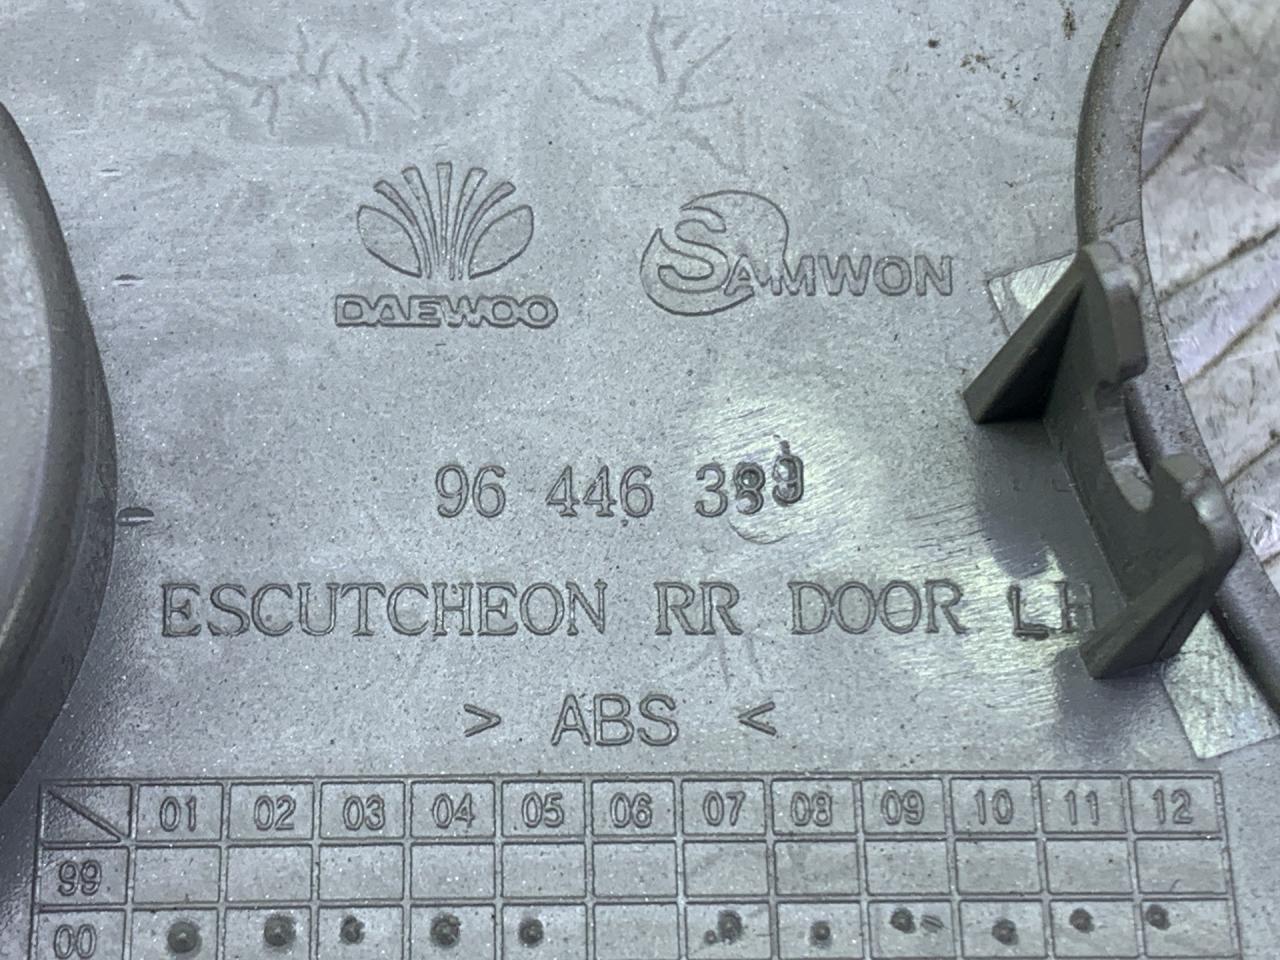 DAEWOO
SAMWON
96 446 389
ESCUTCHEON RR DOOR LH
> ABS <
01 02 03 04 05 06 07 08 09 10 11 12
99
00